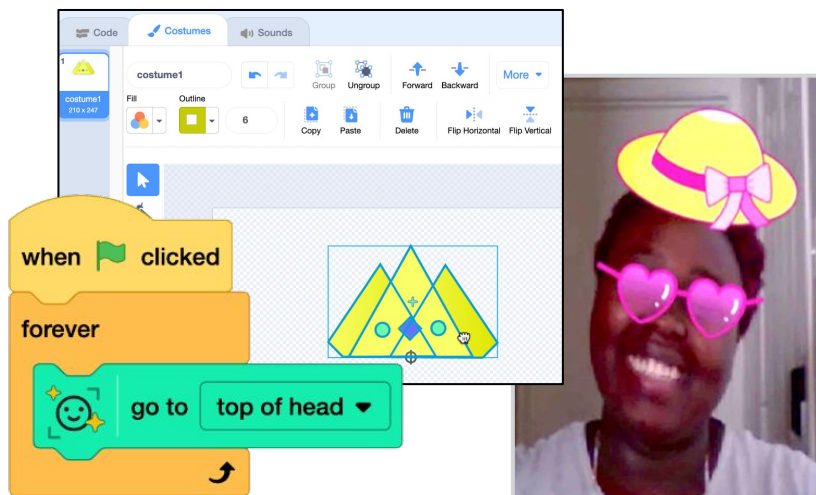 Code
Costumes
Sounds
1
costume1
210 x 247
costume1
Group
Ungroup
Forward
Backward
More
Fill
Outline
6
Copy
Paste
Delete
Flip Horizontal
Flip Vertical
when clicked
forever
go to top of head